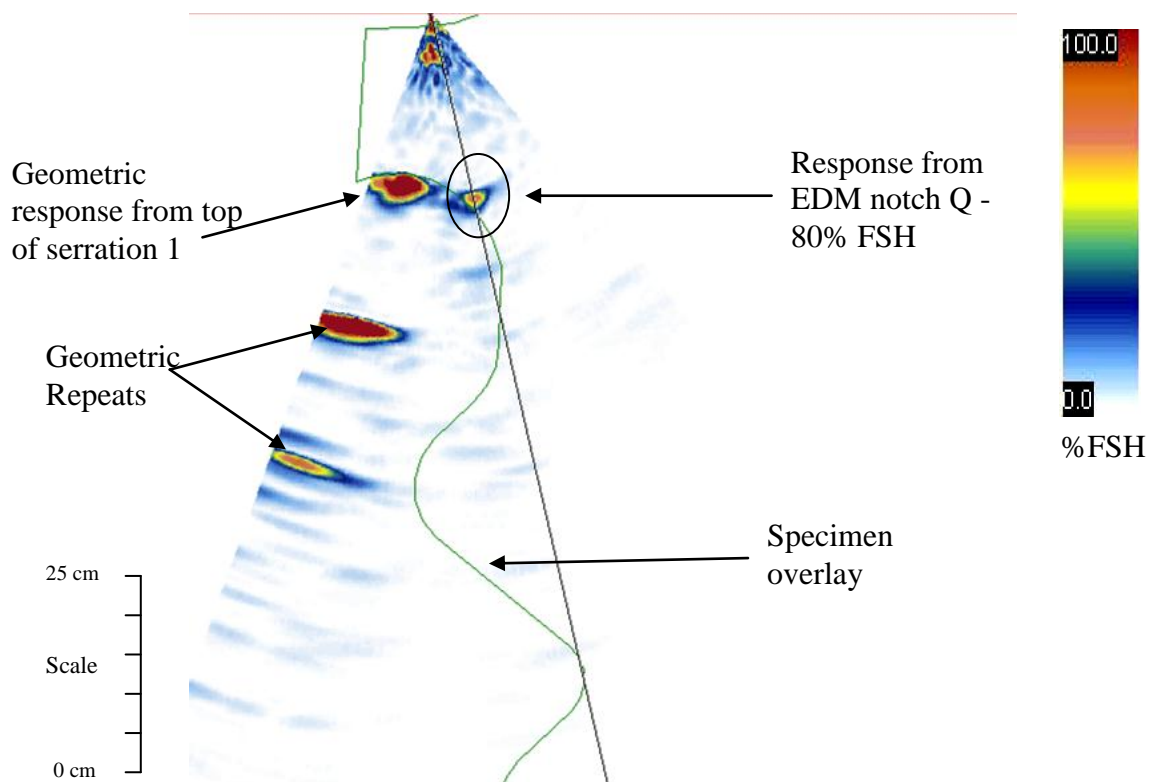 100.0
Geometric
response from top
of serration 1
Response from
EDM notch Q -
80% FSH
Geometric
Repeats
0.0
%FSH
Specimen
overlay
25 cm
Scale
0 cm